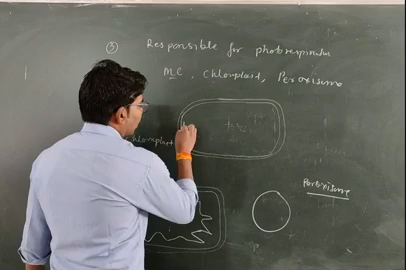 ③ Responsible for photorespiration
MC, Chloroplast, Peroxisome
Chloroplast
Peroxisome